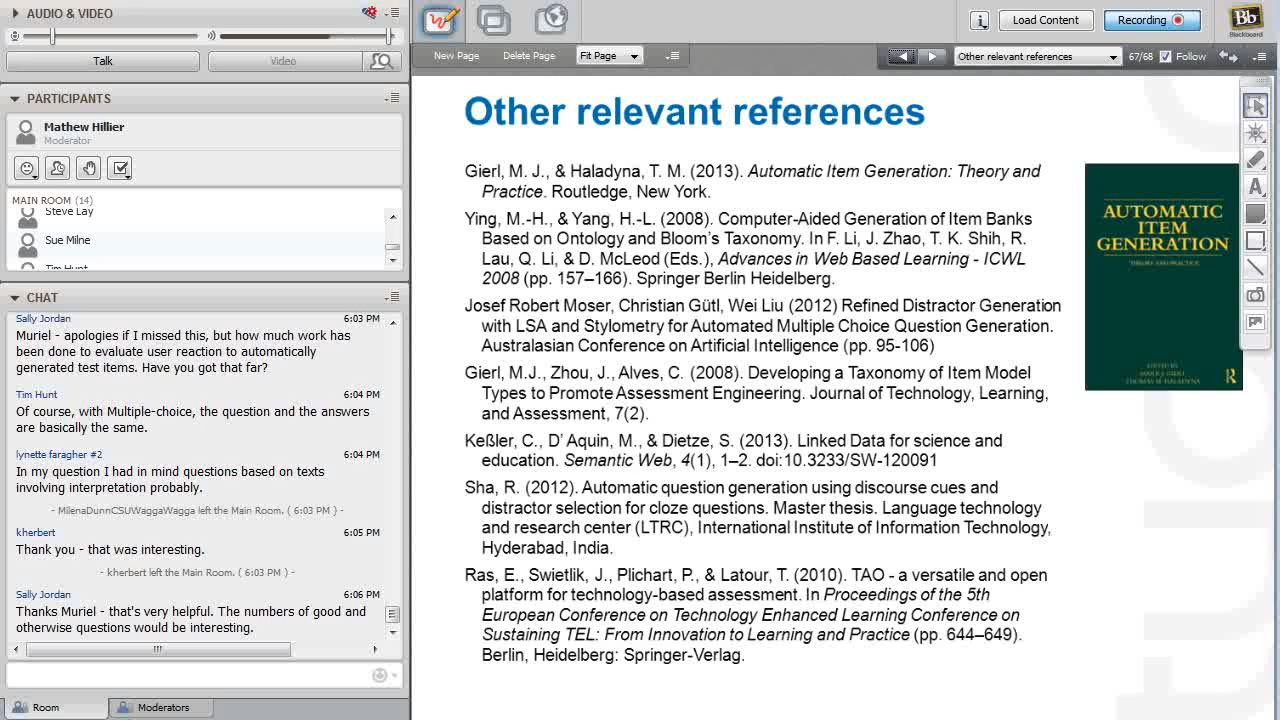 AUDIO & VIDEO
Talk
Video
PARTICIPANTS
Mathew Hillier
Moderator
MAIN ROOM (14)
Steve Lay
Sue Milne
Tim Hunt
CHAT
Sally Jordan 6:03 PM
Muriel - apologies if I missed this, but how much work has
been done to evaluate user reaction to automatically
generated test items. Have you got that far?
Tim Hunt 6:04 PM
Of course, with Multiple-choice, the question and the answers
are basically the same.
lynette faragher #2 6:04 PM
In my question I had in mind questions based on texts
involving interpretation probably.
- MilenaDunnCSUWaggaWagga left the Main Room. ( 6:03 PM ) -
kherbert 6:05 PM
Thank you - that was interesting.
- kherbert left the Main Room. ( 6:03 PM ) -
Sally Jordan 6:06 PM
Thanks Muriel - that's very helpful. The numbers of good and
otherwise questions would be interesting.
Room
Moderators
Load Content
Recording
Bb
Blackboard
New Page Delete Page Fit Page
Other relevant references 67/68 Follow
Other relevant references
Gierl, M. J., & Haladyna, T. M. (2013). Automatic Item Generation: Theory and
Practice. Routledge, New York.
Ying, M.-H., & Yang, H.-L. (2008). Computer-Aided Generation of Item Banks
Based on Ontology and Bloom’s Taxonomy. In F. Li, J. Zhao, T. K. Shih, R.
Lau, Q. Li, & D. McLeod (Eds.), Advances in Web Based Learning - ICWL
2008 (pp. 157–166). Springer Berlin Heidelberg.
Josef Robert Moser, Christian Gütl, Wei Liu (2012) Refined Distractor Generation
with LSA and Stylometry for Automated Multiple Choice Question Generation.
Australasian Conference on Artificial Intelligence (pp. 95-106)
Gierl, M.J., Zhou, J., Alves, C. (2008). Developing a Taxonomy of Item Model
Types to Promote Assessment Engineering. Journal of Technology, Learning,
and Assessment, 7(2).
Keßler, C., D’ Aquin, M., & Dietze, S. (2013). Linked Data for science and
education. Semantic Web, 4(1), 1–2. doi:10.3233/SW-120091
Sha, R. (2012). Automatic question generation using discourse cues and
distractor selection for cloze questions. Master thesis. Language technology
and research center (LTRC), International Institute of Information Technology,
Hyderabad, India.
Ras, E., Swietlik, J., Plichart, P., & Latour, T. (2010). TAO - a versatile and open
platform for technology-based assessment. In Proceedings of the 5th
European Conference on Technology Enhanced Learning Conference on
Sustaining TEL: From Innovation to Learning and Practice (pp. 644–649).
Berlin, Heidelberg: Springer-Verlag.
AUTOMATIC
ITEM
GENERATION
THEORY AND PRACTICE
EDITED BY
MARK J. GIERL
THOMAS M. HALADYNA
R
A